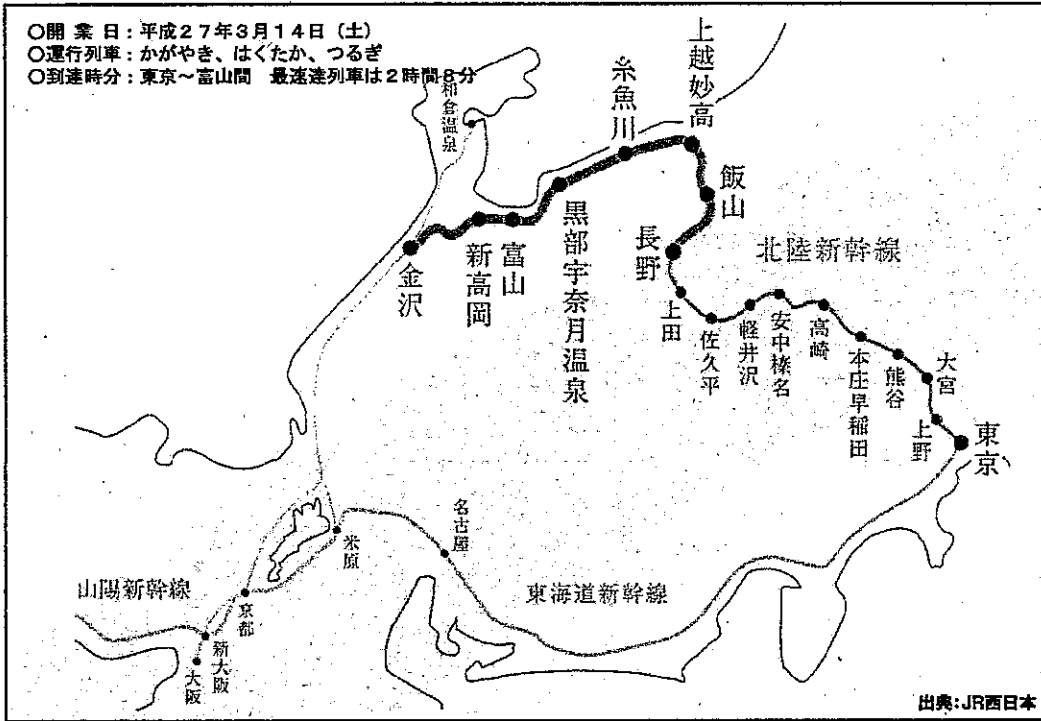 〇開 業 日：平成２７年３月１４日（土）
〇運行列車：かがやき、はくたか、つるぎ
〇到達時分：東京～富山間　最速達列車は２時間８分
和倉温泉
金沢
新高岡
富山
黒部宇奈月温泉
糸魚川
上越妙高
飯山
長野
北陸新幹線
上田
佐久平
軽井沢
安中榛名
高崎
本庄早稲田
熊谷
大宮
上野
東京
名古屋
米原
東海道新幹線
山陽新幹線
京都
新大阪
大阪
出典：JR西日本